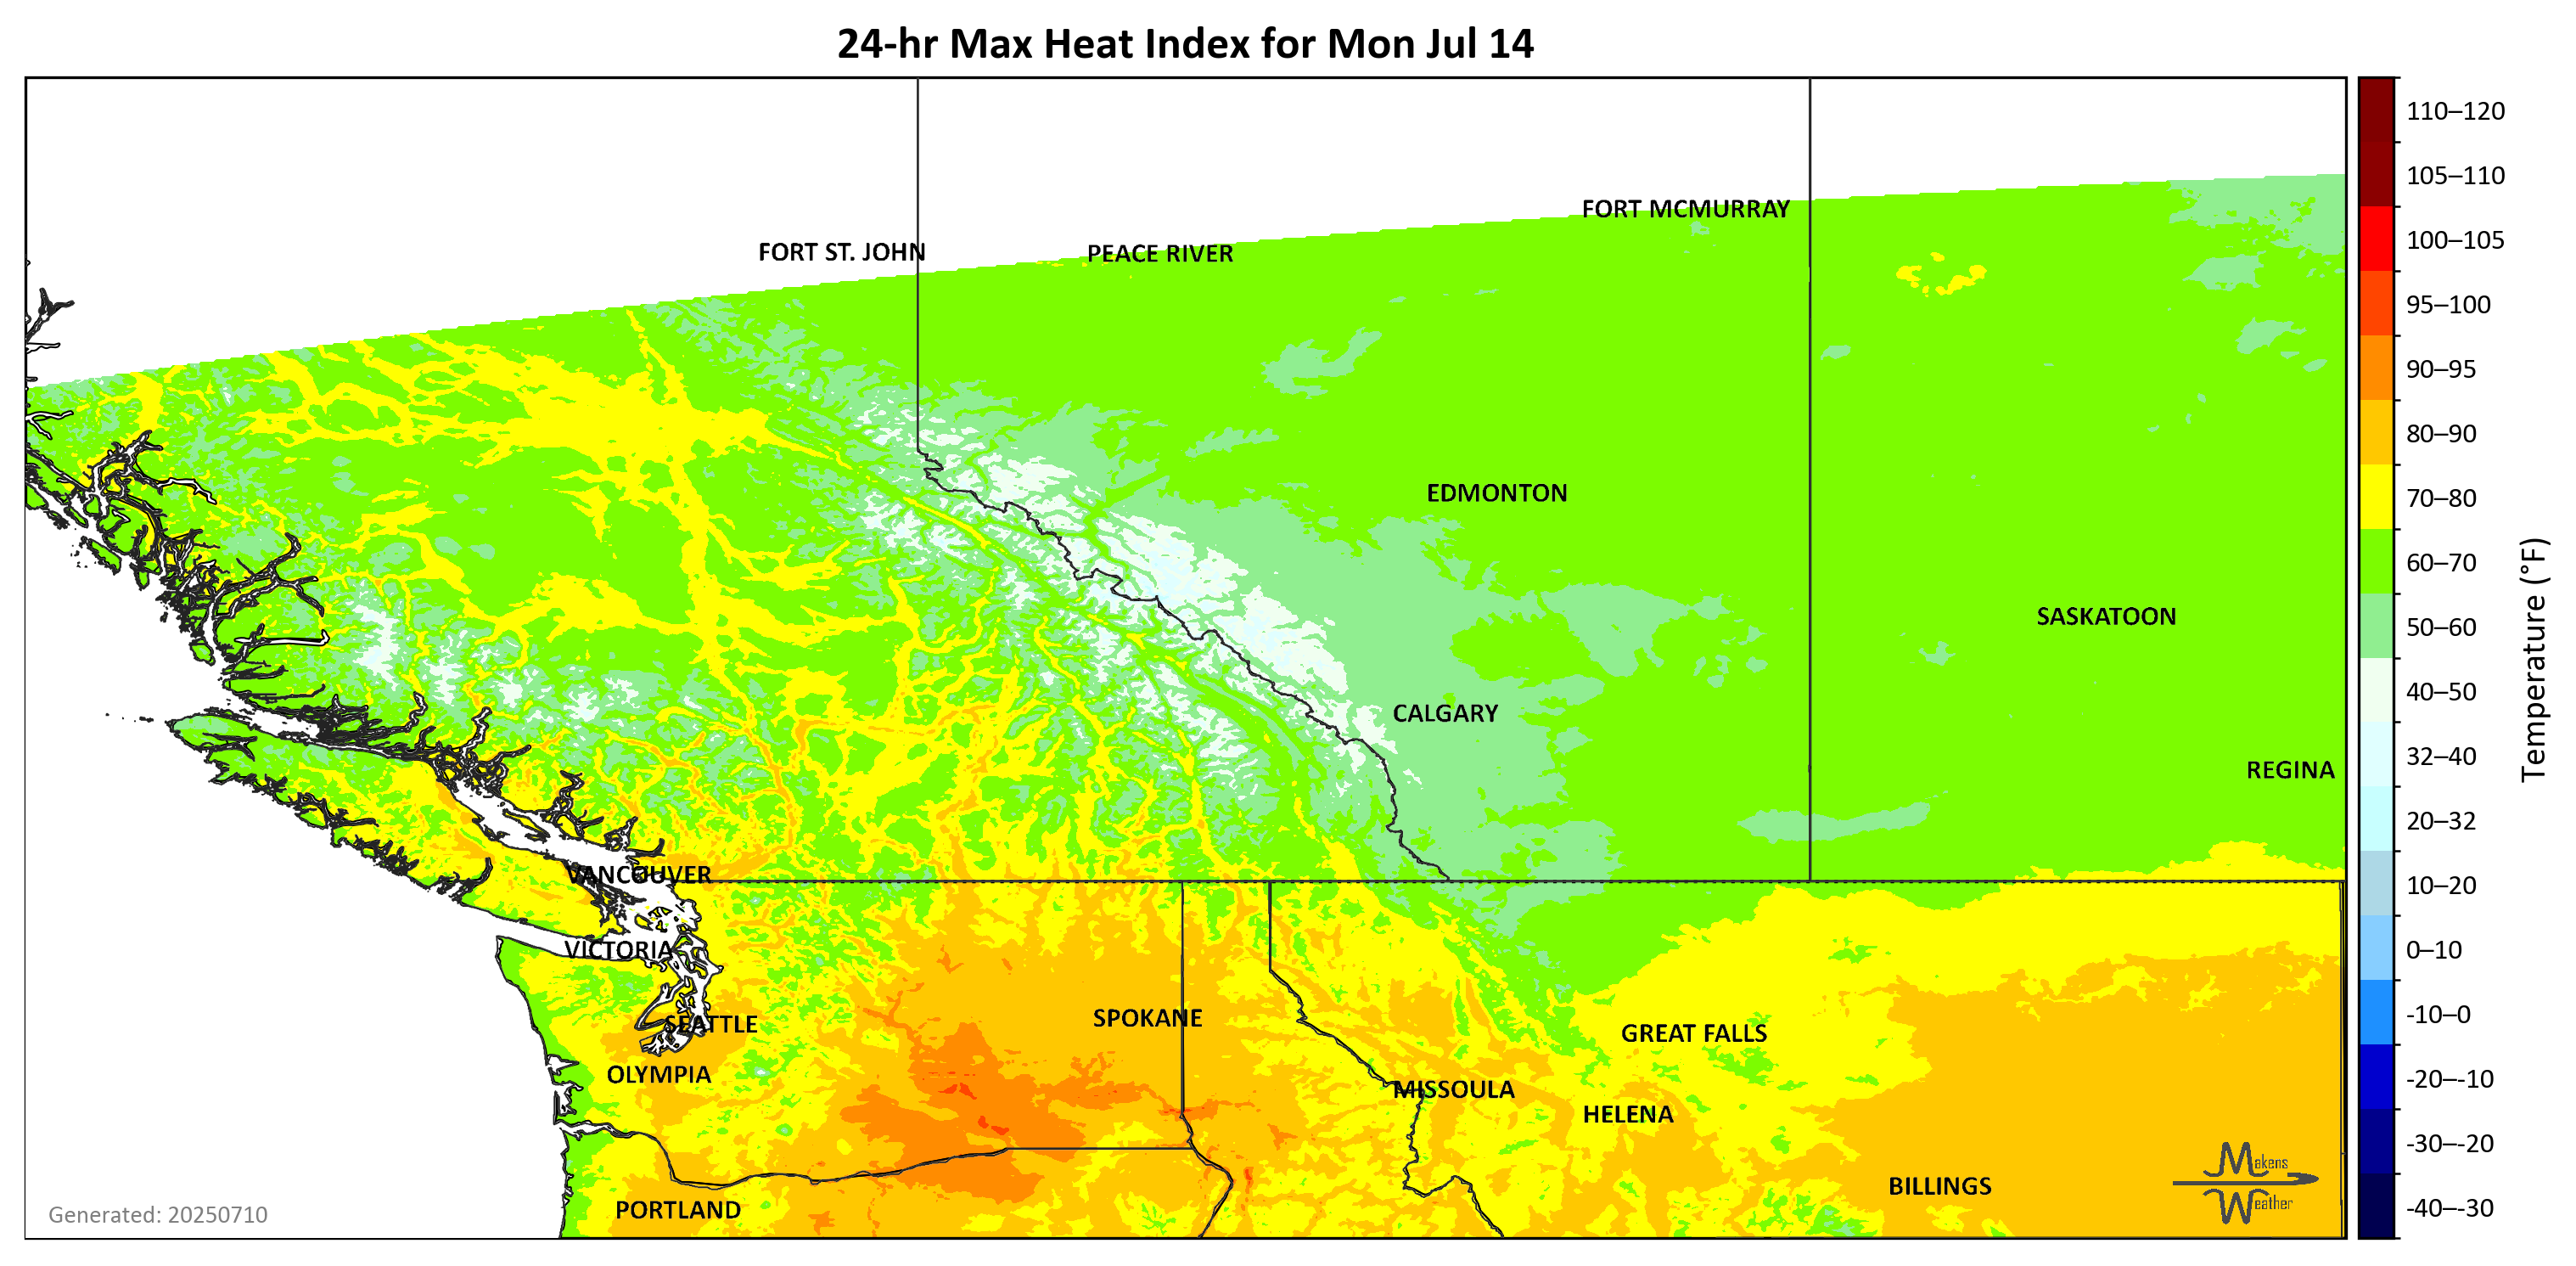 24-hr Max Heat Index for Mon Jul 14
FORT MCMURRAY
FORT ST. JOHN
PEACE RIVER
EDMONTON
SASKATOON
CALGARY
REGINA
VANCOUVER
VICTORIA
SEATTLE
SPOKANE
GREAT FALLS
OLYMPIA
MISSOULA
HELENA
BILLINGS
PORTLAND
Makens
Weather
Generated: 20250710
110–120
105–110
100–105
95–100
90–95
80–90
70–80
60–70
50–60
40–50
32–40
20–32
10–20
0–10
-10–0
-20–-10
-30–-20
-40–-30
Temperature (°F)